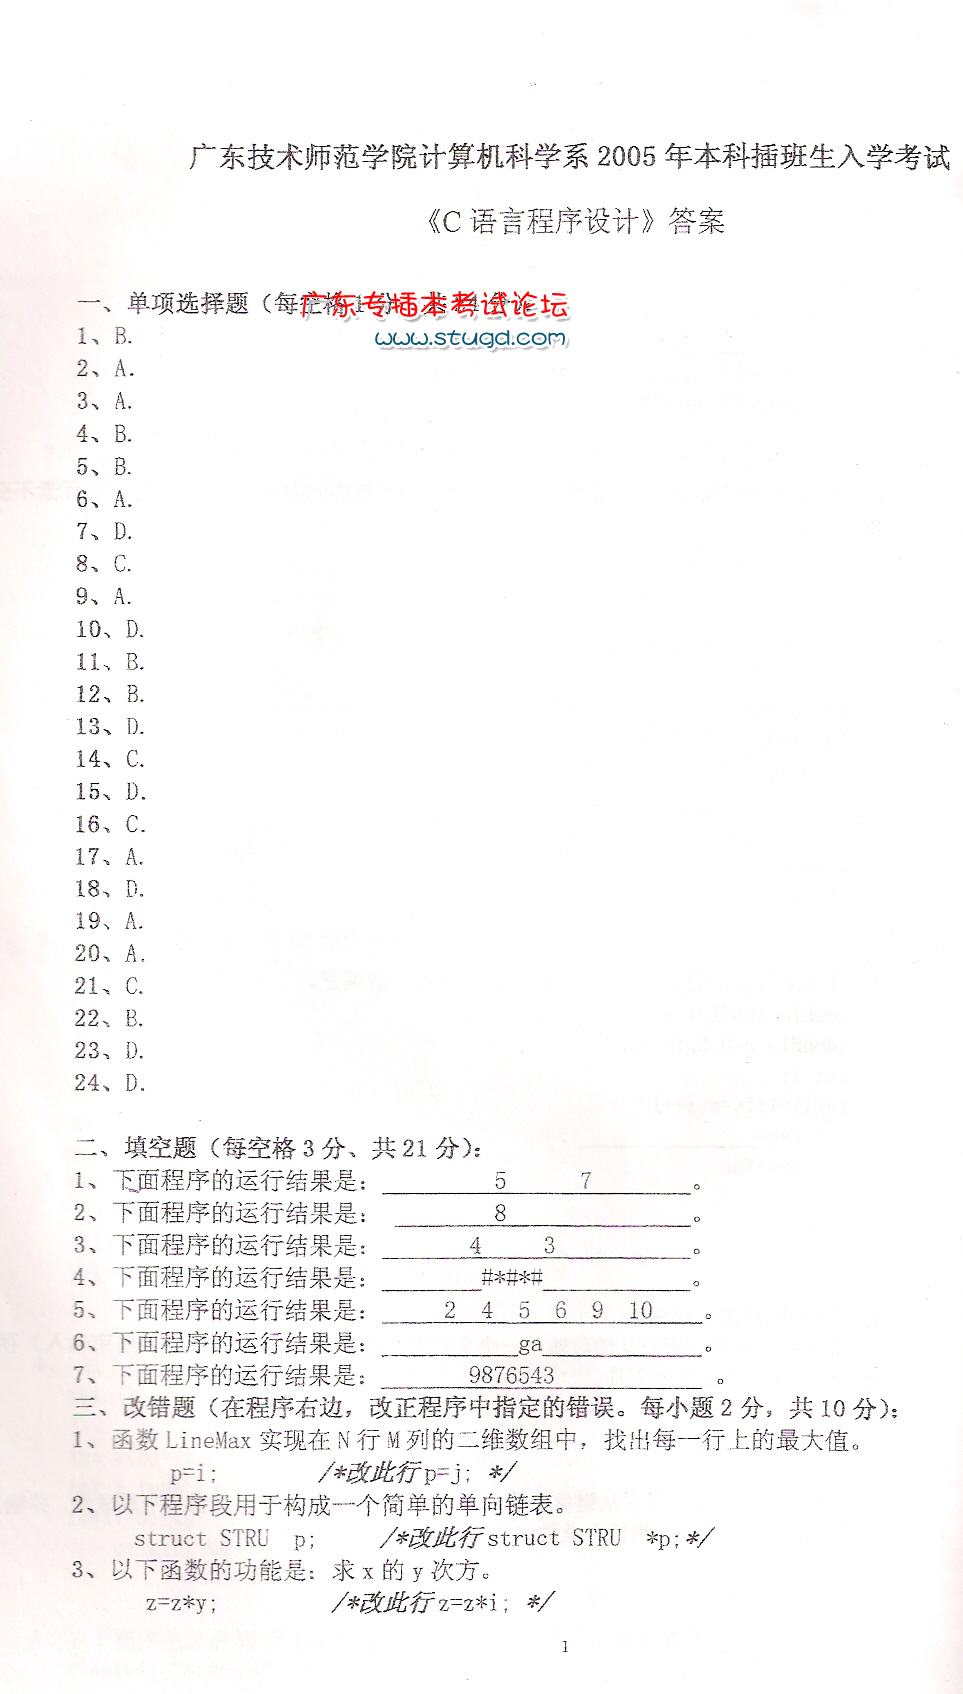 广东技术师范学院计算机科学系 2005 年本科插班生入学考试
《C 语言程序设计》答案
一、单项选择题（每空格 1 分、共
广东专插本考试论坛
www.stugd.com
1、B.
2、A.
3、A.
4、B.
5、B.
6、A.
7、D.
8、C.
9、A.
10、D.
11、B.
12、B.
13、D.
14、C.
15、D.
16、C.
17、A.
18、D.
19、A.
20、A.
21、C.
22、B.
23、D.
24、D.
二、填空题（每空格 3 分、共 21 分）：
1、下面程序的运行结果是： 5 7 。
2、下面程序的运行结果是： 8 。
3、下面程序的运行结果是： 4 3 。
4、下面程序的运行结果是： #*#*# 。
5、下面程序的运行结果是： 2 4 5 6 9 10 。
6、下面程序的运行结果是： ga 。
7、下面程序的运行结果是： 9876543 。
三、改错题（在程序右边，改正程序中指定的错误。每小题 2 分，共 10 分）：
1、函数 LineMax 实现在 N 行 M 列的二维数组中，找出每一行上的最大值。
p=i; /*改此行 p=j; */
2、以下程序段用于构成一个简单的单向链表。
struct STRU p; /*改此行 struct STRU *p;*/
3、以下函数的功能是：求 x 的 y 次方。
z=z*y; /*改此行 z=z*i; */
1